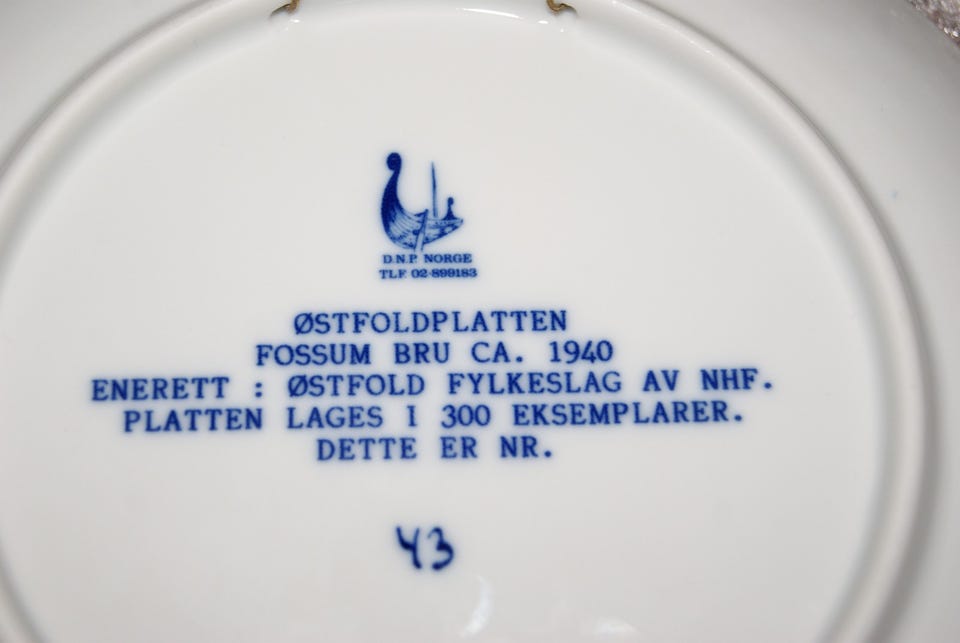 D.N.P. NORGE
TLF 02-899183
ØSTFOLDPLATTEN
FOSSUM BRU CA. 1940
ENERETT : ØSTFOLD FYLKESLAG AV NHF.
PLATTEN LAGES I 300 EKSEMPLARER.
DETTE ER NR.
43